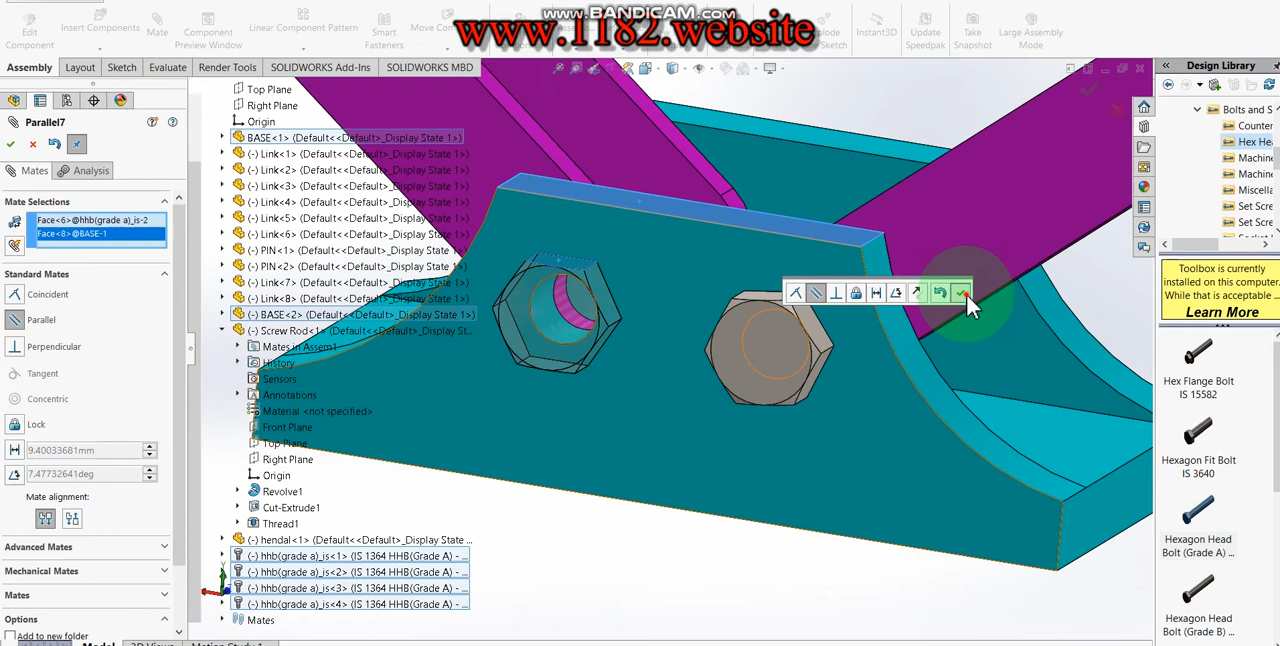 www.BANDICAM.com
www.1182.website
Edit
Component
Insert Components
Mate
Component
Preview Window
Linear Component Pattern
Smart
Fasteners
Move Com
Instant3D
Update
Speedpak
Take
Snapshot
Large Assembly
Mode
Assembly
Layout
Sketch
Evaluate
Render Tools
SOLIDWORKS Add-Ins
SOLIDWORKS MBD
Parallel7
Mates
Analysis
Mate Selections
Face<6>@hhb(grade a)_is-2
Face<8>@BASE-1
Standard Mates
Coincident
Parallel
Perpendicular
Tangent
Concentric
Lock
9.40033681mm
7.47732641deg
Mate alignment:
Advanced Mates
Mechanical Mates
Mates
Options
Add to new folder
Top Plane
Right Plane
Origin
BASE<1> (Default<<Default>_Display State 1>)
(-) Link<1> (Default<<Default>_Display State 1>)
(-) Link<2> (Default<<Default>_Display State 1>)
(-) Link<3> (Default<<Default>_Display State 1>)
(-) Link<4> (Default<<Default>_Display State 1>)
(-) Link<5> (Default<<Default>_Display State 1>)
(-) Link<6> (Default<<Default>_Display State 1>)
(-) PIN<1> (Default<<Default>_Display State 1>)
(-) PIN<2> (Default<<Default>_Display State 1>)
(-) Link<7> (Default<<Default>_Display State 1>)
(-) Link<8> (Default<<Default>_Display State 1>)
(-) BASE<2> (Default<<Default>_Display State 1>)
(-) Screw Rod<1> (Default<<Default>_Display St...
Mates in Assem1
History
Sensors
Annotations
Material <not specified>
Front Plane
Top Plane
Right Plane
Origin
Revolve1
Cut-Extrude1
Thread1
(-) hendal<1> (Default<<Default>_Display State ...
(-) hhb(grade a)_is<1> (IS 1364 HHB(Grade A) - ...
(-) hhb(grade a)_is<2> (IS 1364 HHB(Grade A) - ...
(-) hhb(grade a)_is<3> (IS 1364 HHB(Grade A) - ...
(-) hhb(grade a)_is<4> (IS 1364 HHB(Grade A) - ...
Mates
Model
3D Views
Motion Study 1
Design Library
Bolts and S
Counter
Hex Hea
Machine
Machine
Miscella
Set Scre
Set Scre
Toolbox is currently
installed on this computer.
While that is acceptable ...
Learn More
Hex Flange Bolt
IS 15582
Hexagon Fit Bolt
IS 3640
Hexagon Head
Bolt (Grade A) ...
Hexagon Head
Bolt (Grade B) ...